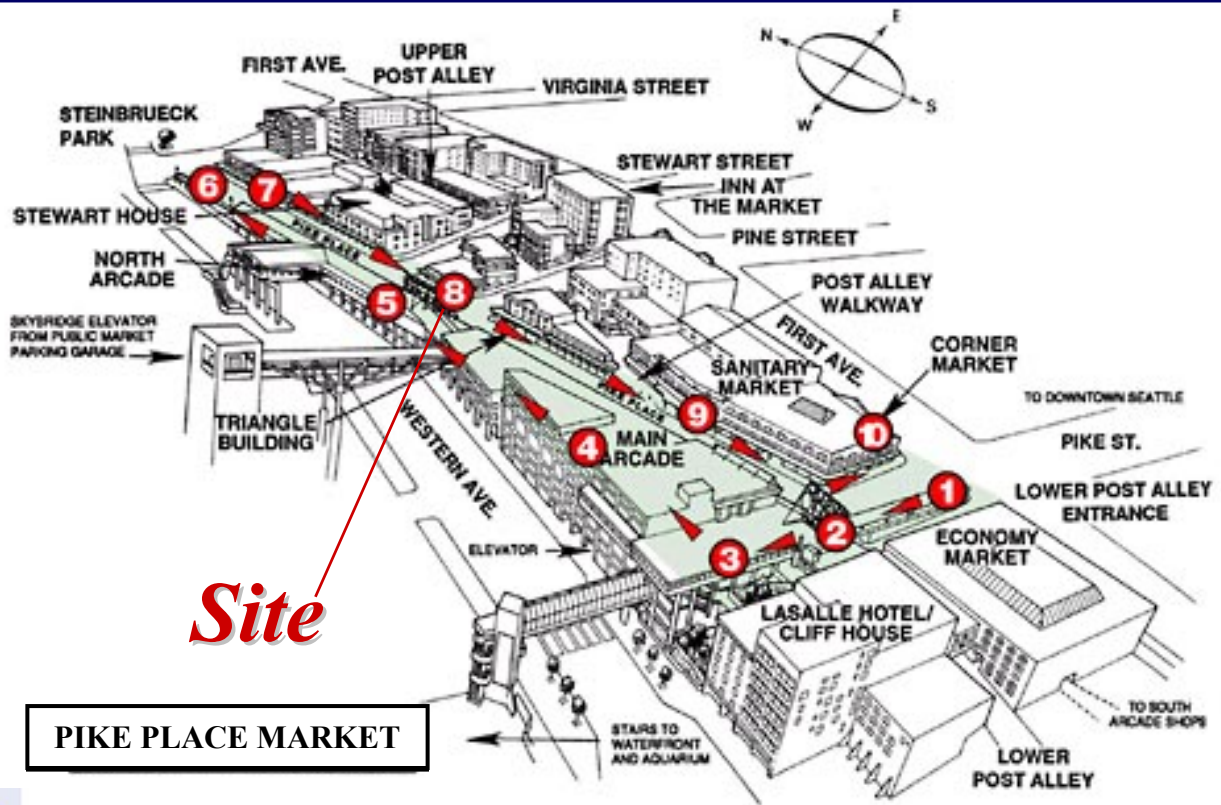 E
N
S
W
FIRST AVE.
UPPER
POST ALLEY
VIRGINIA STREET
STEINBRUECK
PARK
STEWART STREET
INN AT
THE MARKET
6
7
STEWART HOUSE
PIKE PLACE
PINE STREET
NORTH
ARCADE
5
8
POST ALLEY
WALKWAY
SKYBRIDGE ELEVATOR
FROM PUBLIC MARKET
PARKING GARAGE
FIRST AVE.
CORNER
MARKET
SANITARY
MARKET
TO DOWNTOWN SEATTLE
TRIANGLE
BUILDING
PIKE PLACE
9
10
WESTERN AVE.
4
MAIN
ARCADE
PIKE ST.
1
LOWER POST ALLEY
ENTRANCE
2
ECONOMY
MARKET
ELEVATOR
3
Site
LASALLE HOTEL/
CLIFF HOUSE
PIKE PLACE MARKET
STAIRS TO
WATERFRONT
AND AQUARIUM
TO SOUTH
ARCADE SHOPS
LOWER
POST ALLEY